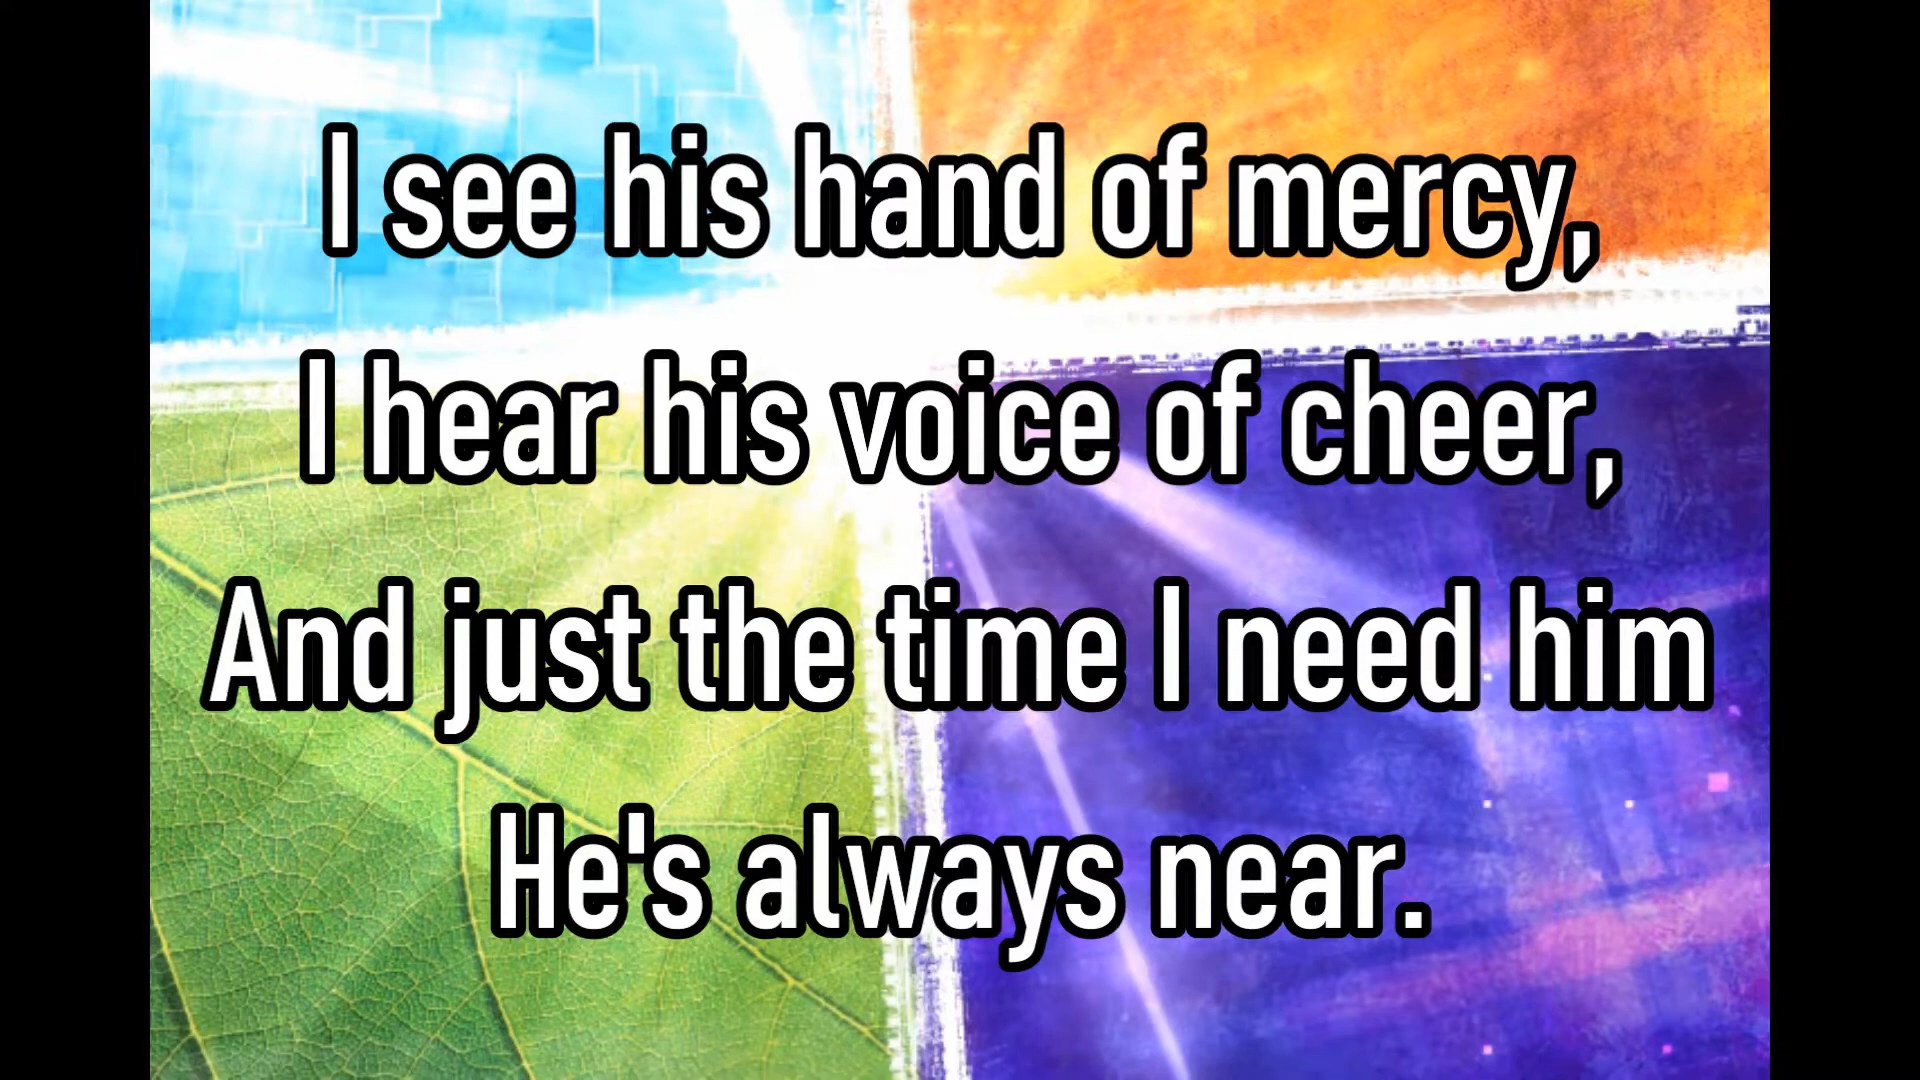 I see his hand of mercy,
I hear his voice of cheer,
And just the time I need him
He's always near.